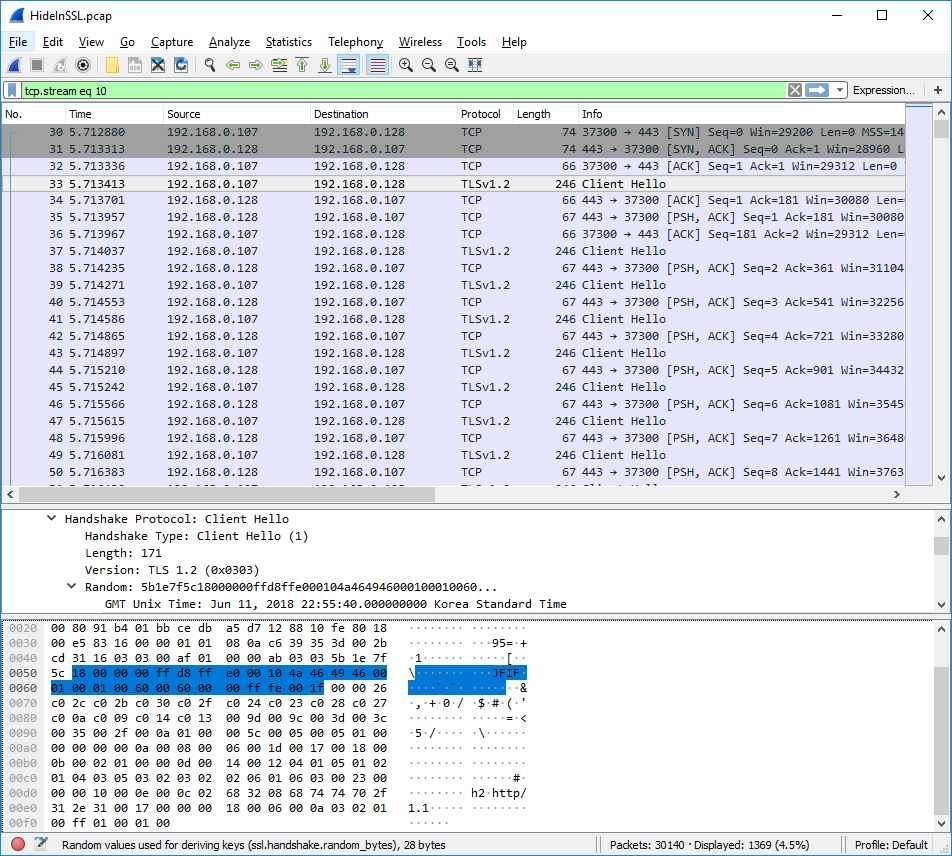 HideInSSL.pcap
File Edit View Go Capture Analyze Statistics Telephony Wireless Tools Help
tcp.stream eq 10 Expression... +
No. Time Source Destination Protocol Length Info
30 5.712880 192.168.0.107 192.168.0.128 TCP 74 37300 → 443 [SYN] Seq=0 Win=29200 Len=0 MSS=14
31 5.713313 192.168.0.128 192.168.0.107 TCP 74 443 → 37300 [SYN, ACK] Seq=0 Ack=1 Win=28960 L
32 5.713336 192.168.0.107 192.168.0.128 TCP 66 37300 → 443 [ACK] Seq=1 Ack=1 Win=29312 Len=0
33 5.713413 192.168.0.107 192.168.0.128 TLSv1.2 246 Client Hello
34 5.713701 192.168.0.128 192.168.0.107 TCP 66 443 → 37300 [ACK] Seq=1 Ack=181 Win=30080 Len=
35 5.713957 192.168.0.128 192.168.0.107 TCP 67 443 → 37300 [PSH, ACK] Seq=1 Ack=181 Win=30080
36 5.713967 192.168.0.107 192.168.0.128 TCP 66 37300 → 443 [ACK] Seq=181 Ack=2 Win=29312 Len=
37 5.714037 192.168.0.107 192.168.0.128 TLSv1.2 246 Client Hello
38 5.714235 192.168.0.128 192.168.0.107 TCP 67 443 → 37300 [PSH, ACK] Seq=2 Ack=361 Win=31104
39 5.714271 192.168.0.107 192.168.0.128 TLSv1.2 246 Client Hello
40 5.714553 192.168.0.128 192.168.0.107 TCP 67 443 → 37300 [PSH, ACK] Seq=3 Ack=541 Win=32256
41 5.714586 192.168.0.107 192.168.0.128 TLSv1.2 246 Client Hello
42 5.714865 192.168.0.128 192.168.0.107 TCP 67 443 → 37300 [PSH, ACK] Seq=4 Ack=721 Win=33280
43 5.714897 192.168.0.107 192.168.0.128 TLSv1.2 246 Client Hello
44 5.715210 192.168.0.128 192.168.0.107 TCP 67 443 → 37300 [PSH, ACK] Seq=5 Ack=901 Win=34432
45 5.715242 192.168.0.107 192.168.0.128 TLSv1.2 246 Client Hello
46 5.715566 192.168.0.128 192.168.0.107 TCP 67 443 → 37300 [PSH, ACK] Seq=6 Ack=1081 Win=3545
47 5.715615 192.168.0.107 192.168.0.128 TLSv1.2 246 Client Hello
48 5.715996 192.168.0.128 192.168.0.107 TCP 67 443 → 37300 [PSH, ACK] Seq=7 Ack=1261 Win=3648
49 5.716081 192.168.0.107 192.168.0.128 TLSv1.2 246 Client Hello
50 5.716383 192.168.0.128 192.168.0.107 TCP 67 443 → 37300 [PSH, ACK] Seq=8 Ack=1441 Win=3763
Handshake Protocol: Client Hello
Handshake Type: Client Hello (1)
Length: 171
Version: TLS 1.2 (0x0303)
Random: 5b1e7f5c18000000ffd8ffe000104a464946000100010060...
GMT Unix Time: Jun 11, 2018 22:55:40.000000000 Korea Standard Time
0020 00 80 91 b4 01 bb ce db a5 d7 12 88 10 fe 80 18 ········ ········
0030 00 e5 83 16 00 00 01 01 08 0a c6 39 35 3d 00 2b ········ ···95=·+
0040 cd 31 16 03 03 00 af 01 00 00 ab 03 03 5b 1e 7f ·1······ ·····[··
0050 5c 18 00 00 00 ff d8 ff e0 00 10 4a 46 49 46 00 \······· ···JFIF·
0060 01 00 01 00 60 00 60 00 00 ff fe 00 1f 00 00 26 ····`·`· ·······&
0070 c0 2c c0 2b c0 30 c0 2f c0 24 c0 23 c0 28 c0 27 ·,·+·0·/ ·$·#·(·'
0080 c0 0a c0 09 c0 14 c0 13 00 9d 00 9c 00 3d 00 3c ········ ·····=·<
0090 00 35 00 2f 00 0a 01 00 00 5c 00 05 00 05 01 00 ·5·/···· ·\······
00a0 00 00 00 00 0a 00 08 00 06 00 1d 00 17 00 18 00 ········ ········
00b0 0b 00 02 01 00 00 0d 00 14 00 12 04 01 05 01 02 ········ ········
00c0 01 04 03 05 03 02 03 02 02 06 01 06 03 00 23 00 ········ ······#·
00d0 00 00 10 00 0e 00 0c 02 68 32 08 68 74 74 70 2f ········ h2·http/
00e0 31 2e 31 00 17 00 00 00 18 00 06 00 0a 03 02 01 1.1····· ········
00f0 00 ff 01 00 01 00 ······
Random values used for deriving keys (ssl.handshake.random_bytes), 28 bytes Packets: 30140 · Displayed: 1369 (4.5%) Profile: Default